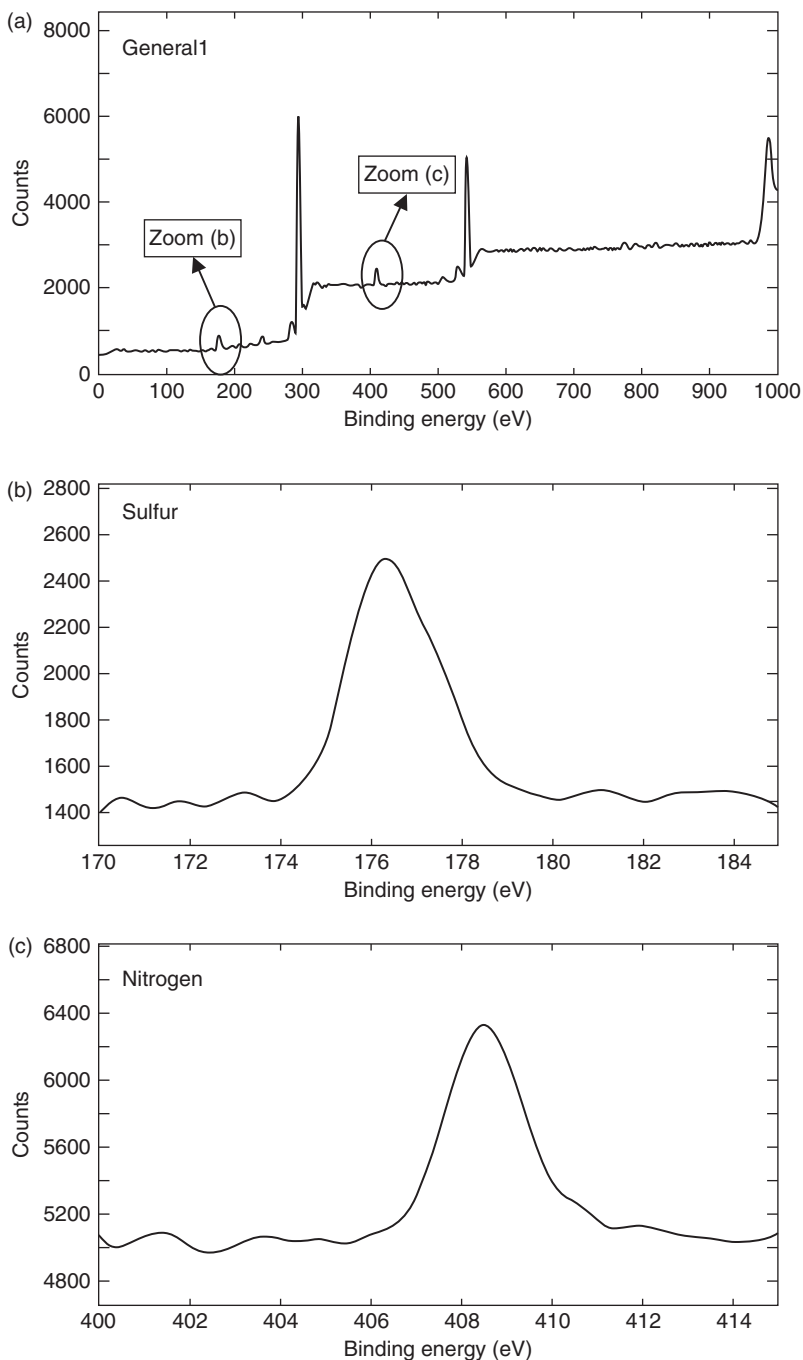 (a)
General1
8000
6000
4000
2000
0
Counts
Zoom (b)
Zoom (c)
0 100 200 300 400 500 600 700 800 900 1000
Binding energy (eV)
(b)
Sulfur
2800
2600
2400
2200
2000
1800
1600
1400
Counts
170 172 174 176 178 180 182 184
Binding energy (eV)
(c)
Nitrogen
6800
6400
6000
5600
5200
4800
Counts
400 402 404 406 408 410 412 414
Binding energy (eV)